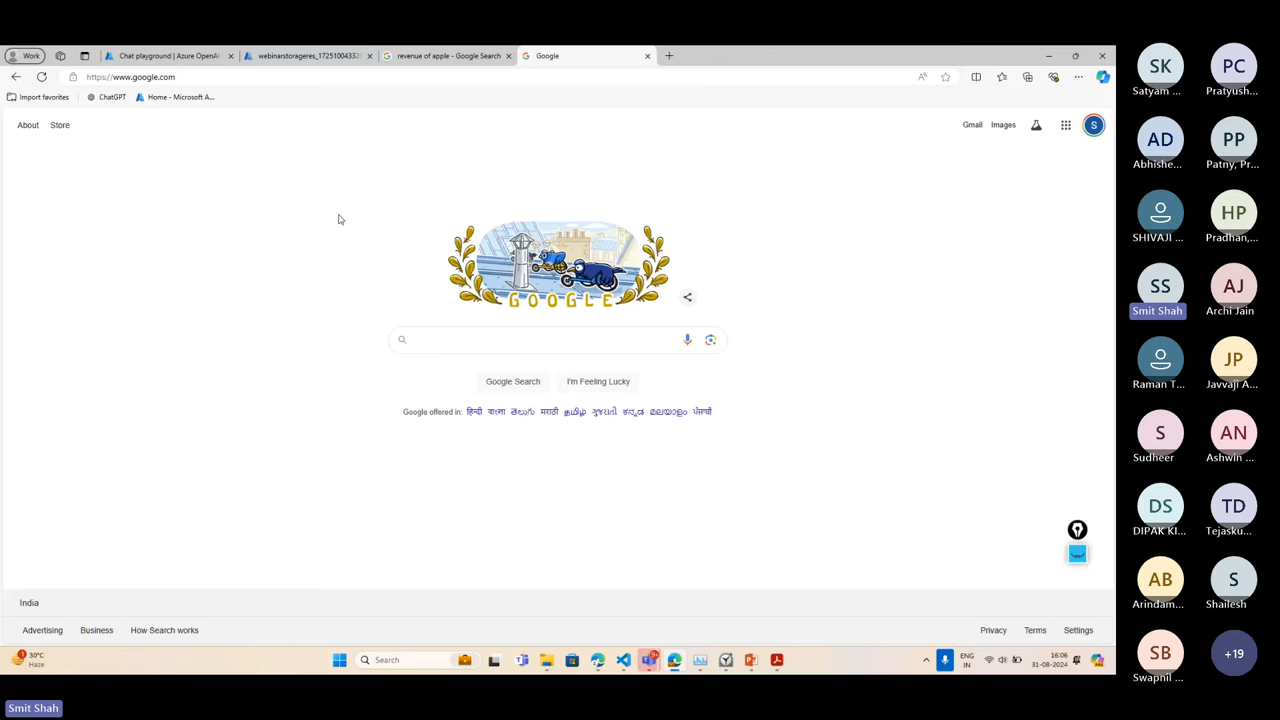 Work
Chat playground | Azure OpenAI
webinarstorageres_1725100433
revenue of apple - Google Search
Google
https://www.google.com
Import favorites
ChatGPT
Home - Microsoft A...
About
Store
Gmail
Images
S
GOOGLE
Google Search
I'm Feeling Lucky
Google offered in: हिन्दी বাংলা తెలుగు मराठी தமிழ் ગુજરાતી ಕನ್ನಡ മലയാളം ਪੰਜਾਬੀ
India
Advertising
Business
How Search works
Privacy
Terms
Settings
30°C
Haze
Search
ENG
IN
16:06
31-08-2024
Smit Shah
SK
Satyam ...
PC
Pratyush...
AD
Abhishe...
PP
Patny, Pr...
SHIVAJI ...
HP
Pradhan,...
SS
Smit Shah
AJ
Archi Jain
Raman T...
JP
Javvaji A...
S
Sudheer
AN
Ashwin ...
DS
DIPAK KI...
TD
Tejasku...
AB
Arindam...
S
Shailesh
SB
Swapnil ...
+19